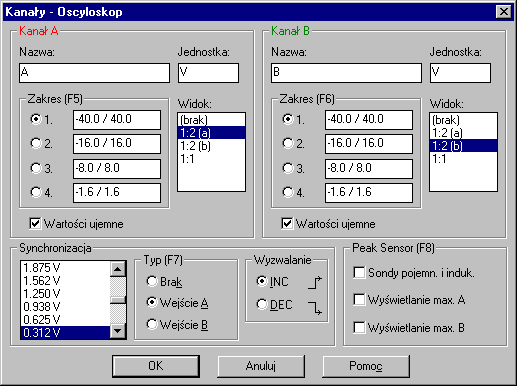 Kanały - Oscyloskop
Kanał A
Nazwa:
Jednostka:
A
V
Zakres (F5)
1. -40.0 / 40.0
2. -16.0 / 16.0
3. -8.0 / 8.0
4. -1.6 / 1.6
Widok:
(brak)
1:2 (a)
1:2 (b)
1:1
Wartości ujemne
Kanał B
Nazwa:
Jednostka:
B
V
Zakres (F6)
1. -40.0 / 40.0
2. -16.0 / 16.0
3. -8.0 / 8.0
4. -1.6 / 1.6
Widok:
(brak)
1:2 (a)
1:2 (b)
1:1
Wartości ujemne
Synchronizacja
1.875 V
1.562 V
1.250 V
0.938 V
0.625 V
0.312 V
Typ (F7)
Brak
Wejście A
Wejście B
Wyzwalanie
INC
DEC
Peak Sensor (F8)
Sondy pojemn. i induk.
Wyświetlanie max. A
Wyświetlanie max. B
OK
Anuluj
Pomoc